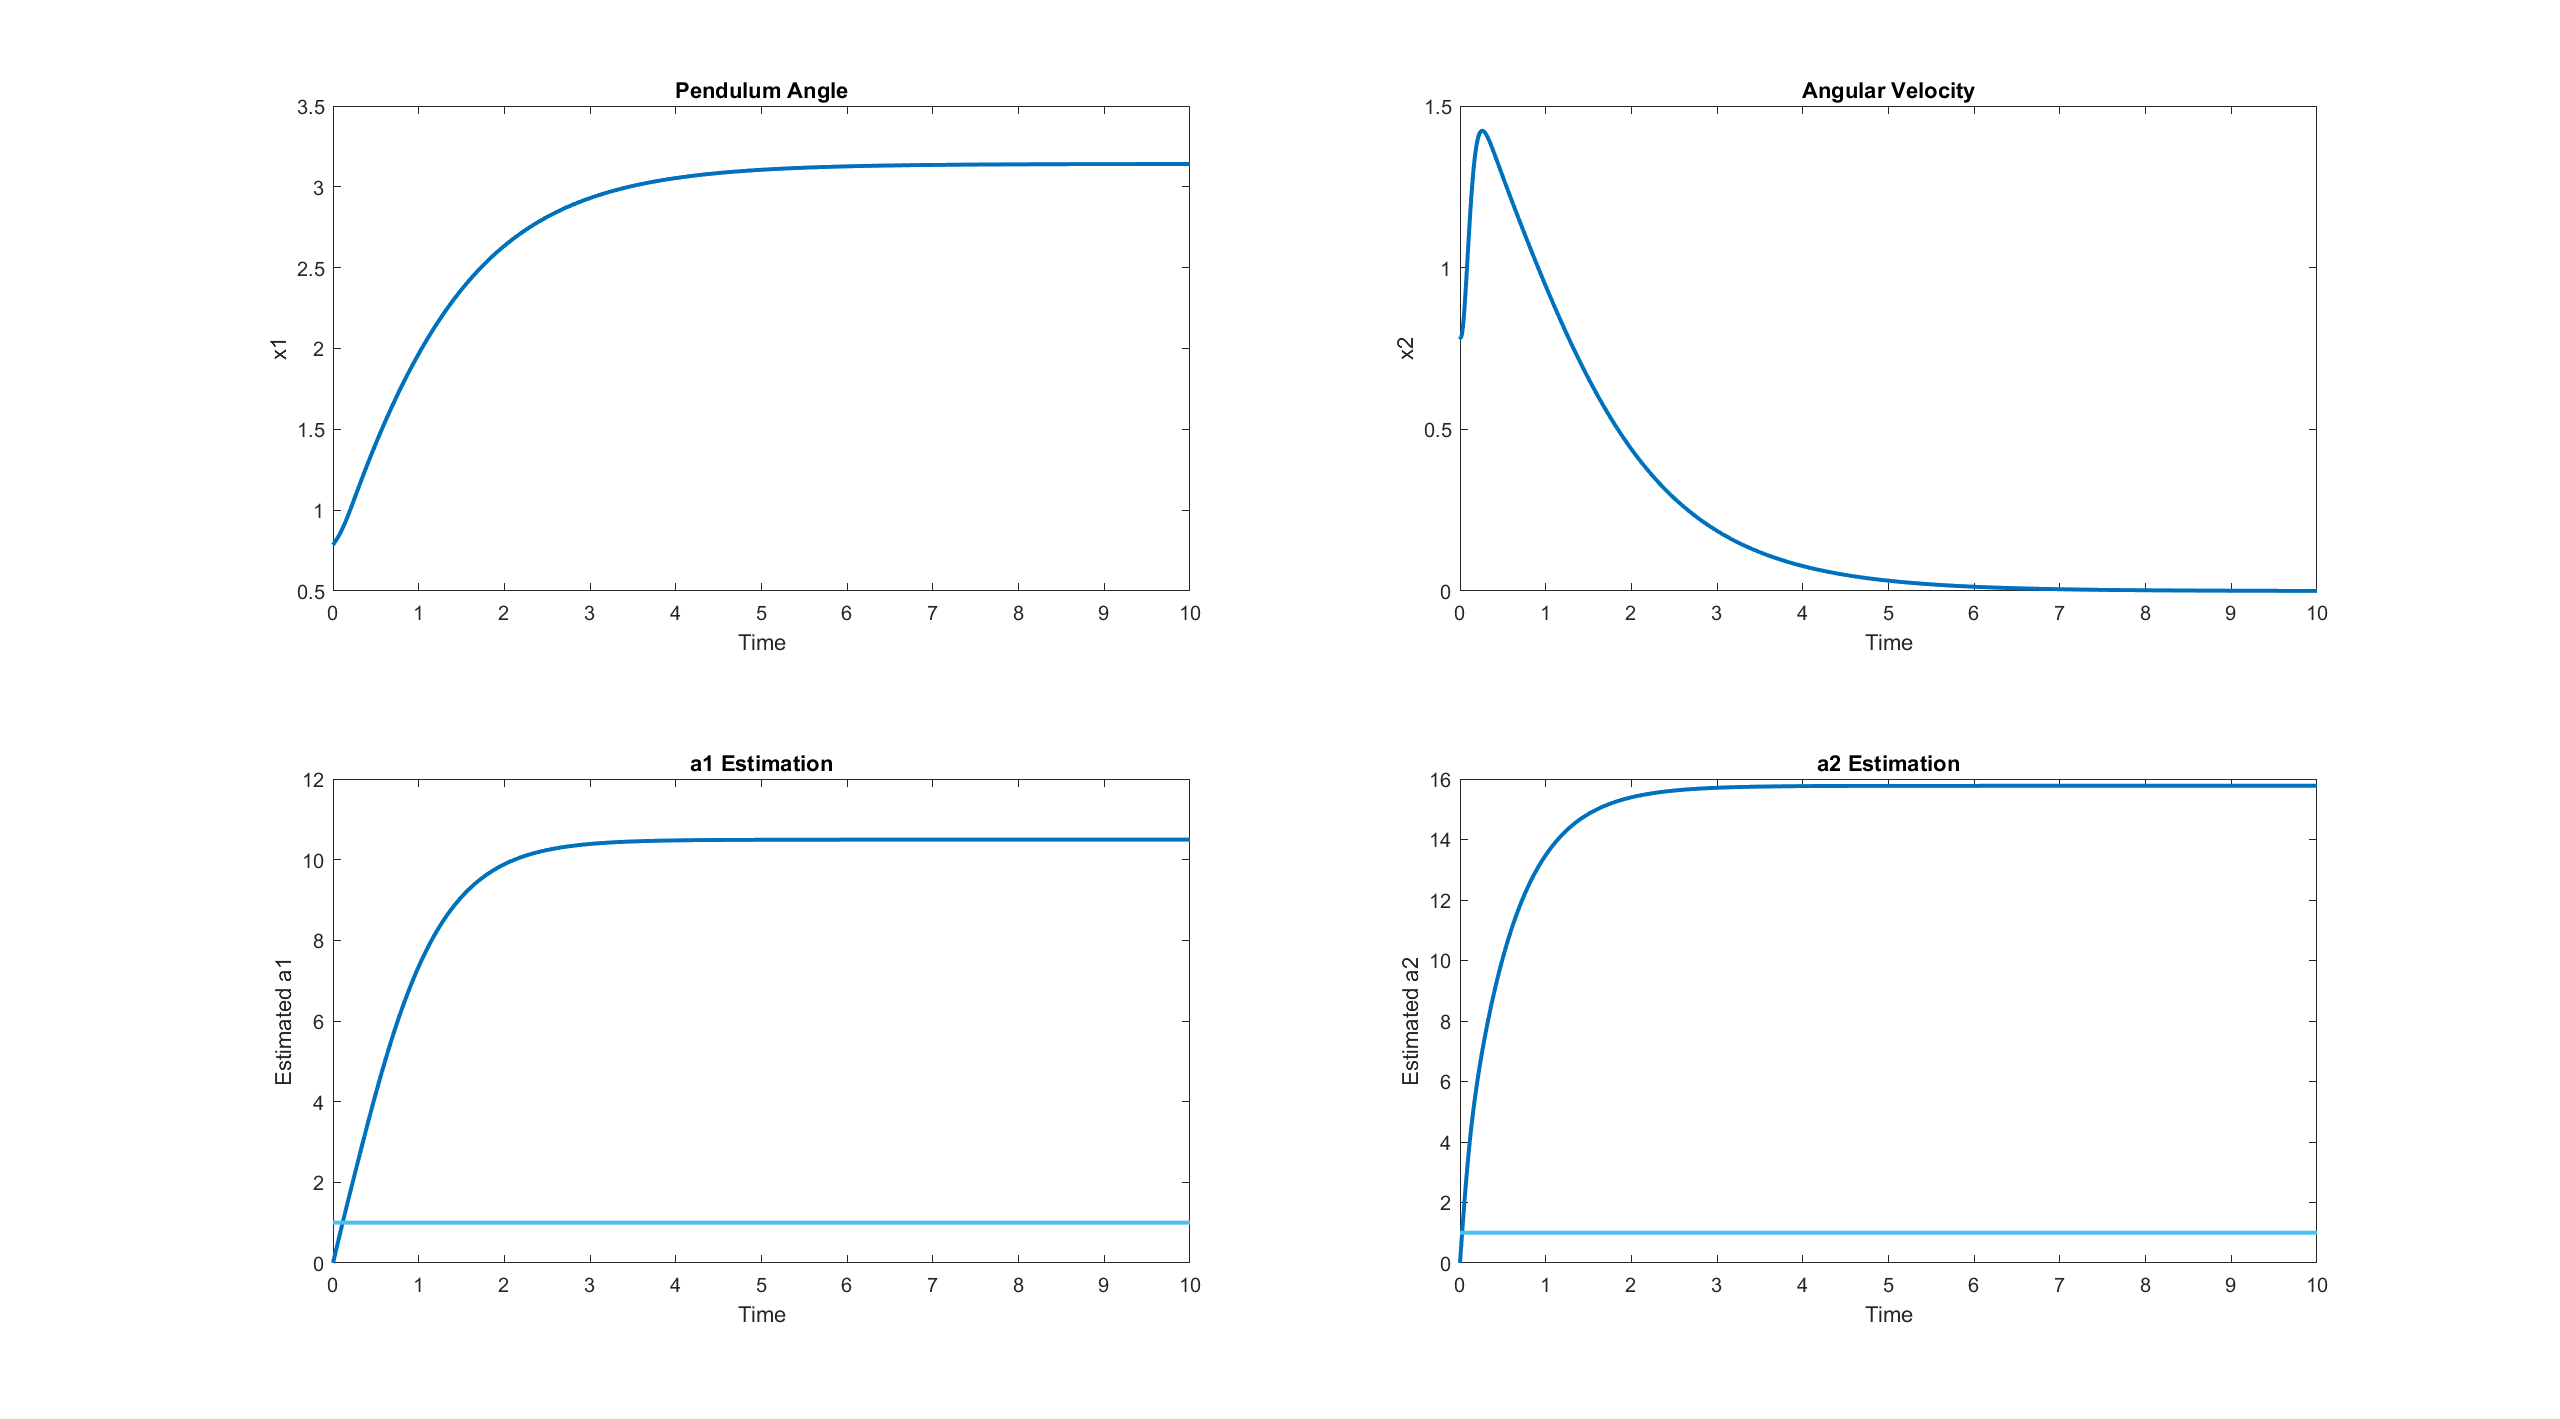 Pendulum Angle
3.5
3
2.5
2
1.5
1
0.5
x1
0 1 2 3 4 5 6 7 8 9 10
Time
Angular Velocity
1.5
1
0.5
0
x2
0 1 2 3 4 5 6 7 8 9 10
Time
a1 Estimation
12
10
8
6
4
2
0
Estimated a1
0 1 2 3 4 5 6 7 8 9 10
Time
a2 Estimation
16
14
12
10
8
6
4
2
0
Estimated a2
0 1 2 3 4 5 6 7 8 9 10
Time